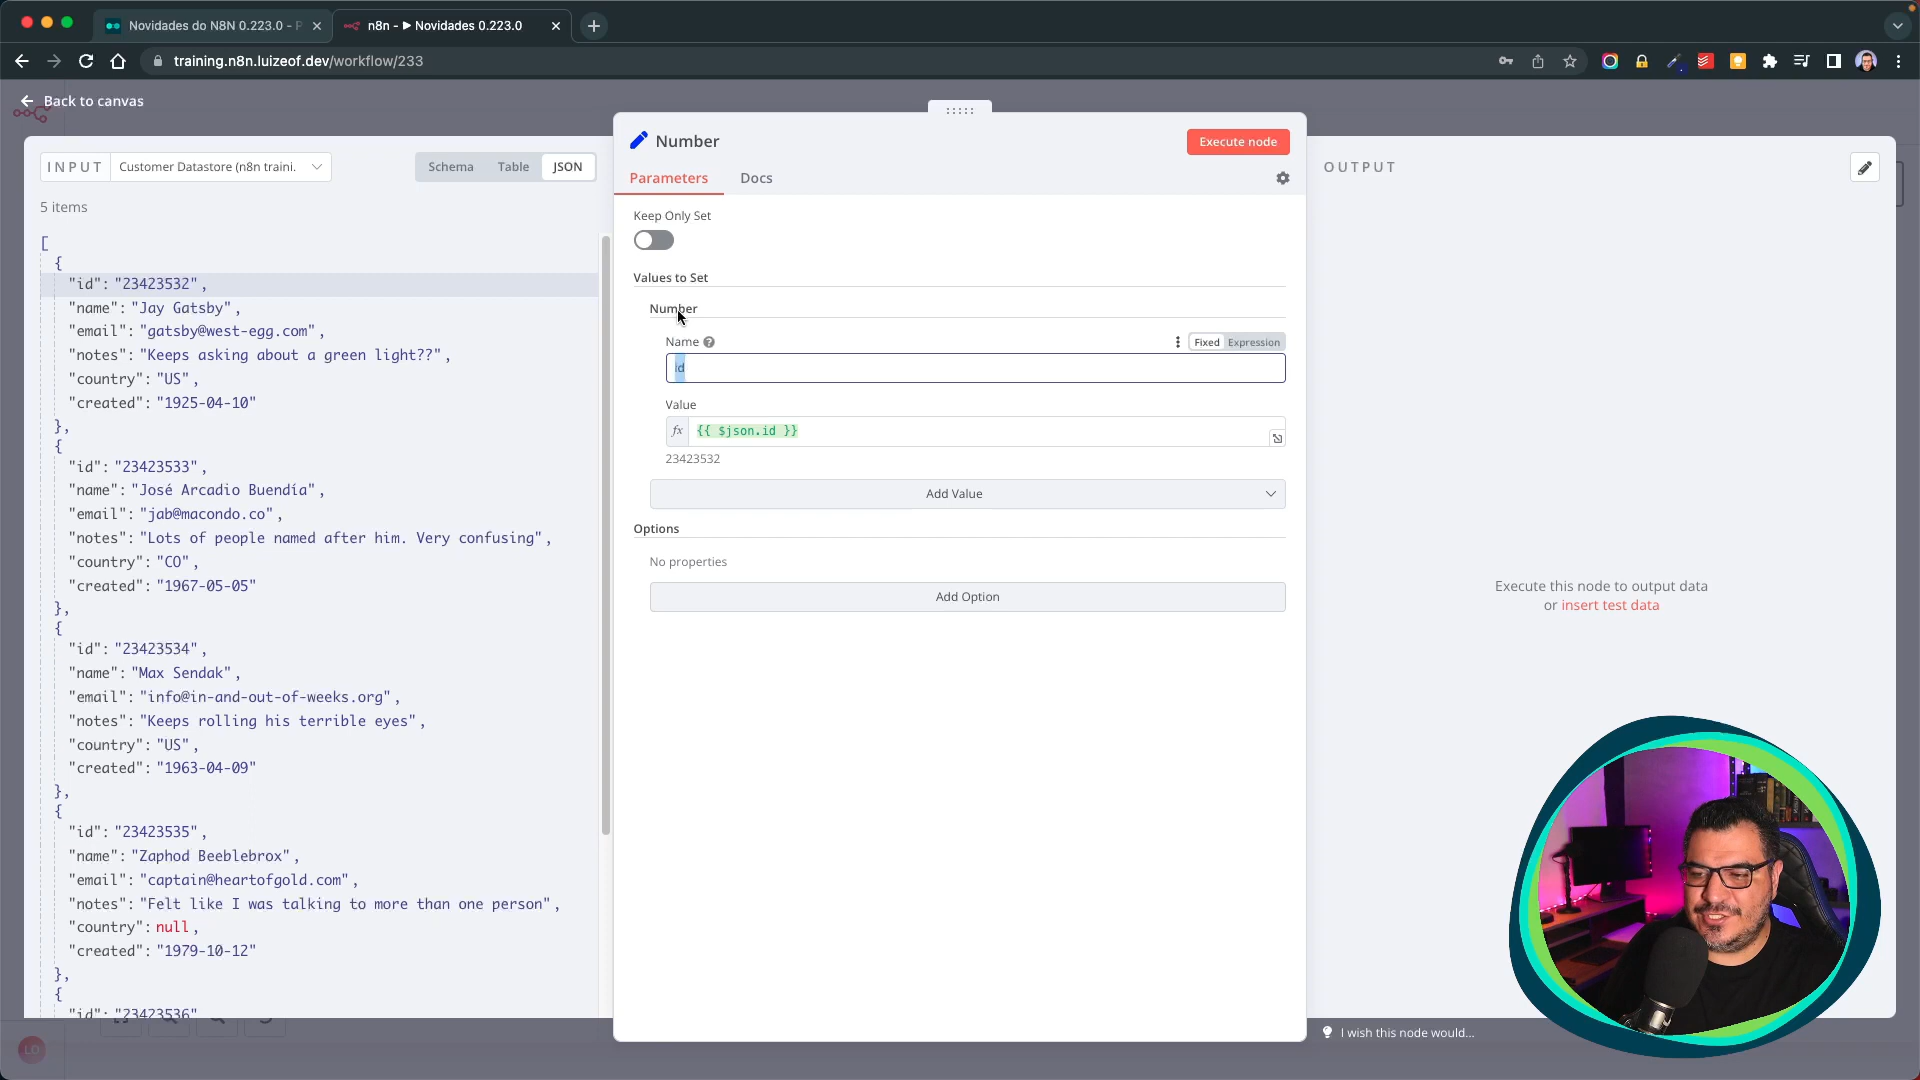 Novidades do N8N 0.223.0 - P
n8n - ▶ Novidades 0.223.0
training.n8n.luizeof.dev/workflow/233
Back to canvas
INPUT
Customer Datastore (n8n traini.
Schema
Table
JSON
5 items
[
{
"id": "23423532",
"name": "Jay Gatsby",
"email": "gatsby@west-egg.com",
"notes": "Keeps asking about a green light??",
"country": "US",
"created": "1925-04-10"
},
{
"id": "23423533",
"name": "José Arcadio Buendía",
"email": "jab@macondo.co",
"notes": "Lots of people named after him. Very confusing",
"country": "CO",
"created": "1967-05-05"
},
{
"id": "23423534",
"name": "Max Sendak",
"email": "info@in-and-out-of-weeks.org",
"notes": "Keeps rolling his terrible eyes",
"country": "US",
"created": "1963-04-09"
},
{
"id": "23423535",
"name": "Zaphod Beeblebrox",
"email": "captain@heartofgold.com",
"notes": "Felt like I was talking to more than one person",
"country": null,
"created": "1979-10-12"
},
{
"id": "23423536"
Number
Execute node
Parameters
Docs
Keep Only Set
Values to Set
Number
Name
Fixed
Expression
id
Value
fx
{{ $json.id }}
23423532
Add Value
Options
No properties
Add Option
OUTPUT
Execute this node to output data
or insert test data
I wish this node would...
LO